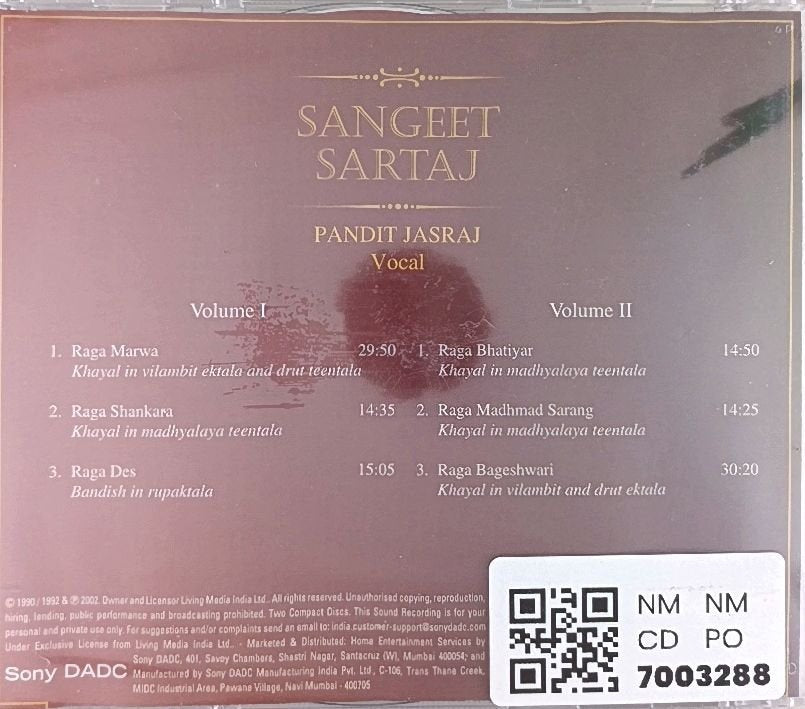 SANGEET
SARTAJ
PANDIT JASRAJ
Vocal
Volume I
1. Raga Marwa 29:50
Khayal in vilambit ektala and drut teentala
2. Raga Shankara 14:35
Khayal in madhyalaya teentala
3. Raga Des 15:05
Bandish in rupaktala
Volume II
1. Raga Bhatiyar 14:50
Khayal in madhyalaya teentala
2. Raga Madhmad Sarang 14:25
Khayal in madhyalaya teentala
3. Raga Bageshwari 30:20
Khayal in vilambit and drut ektala
© 1990 / 1992 & ℗ 2002. Owner and Licensor Living Media India Ltd.. All rights reserved. Unauthorised copying, reproduction,
hiring, lending, public performance and broadcasting prohibited. Two Compact Discs. This Sound Recording is for your
personal and private use only. For suggestions and/or complaints send an email to: india.customer-support@sonydadc.com
Under Exclusive License from Living Media India Ltd.. - Marketed & Distributed: Home Entertainment Services by
Sony DADC, 401, Savoy Chambers, Shastri Nagar, Santacruz (W), Mumbai 400054; and
Manufactured by Sony DADC Manufacturing India Pvt. Ltd., C-106, Trans Thane Creek,
MIDC Industrial Area, Pawane Village, Navi Mumbai - 400705
Sony DADC
NM NM
CD PO
7003288